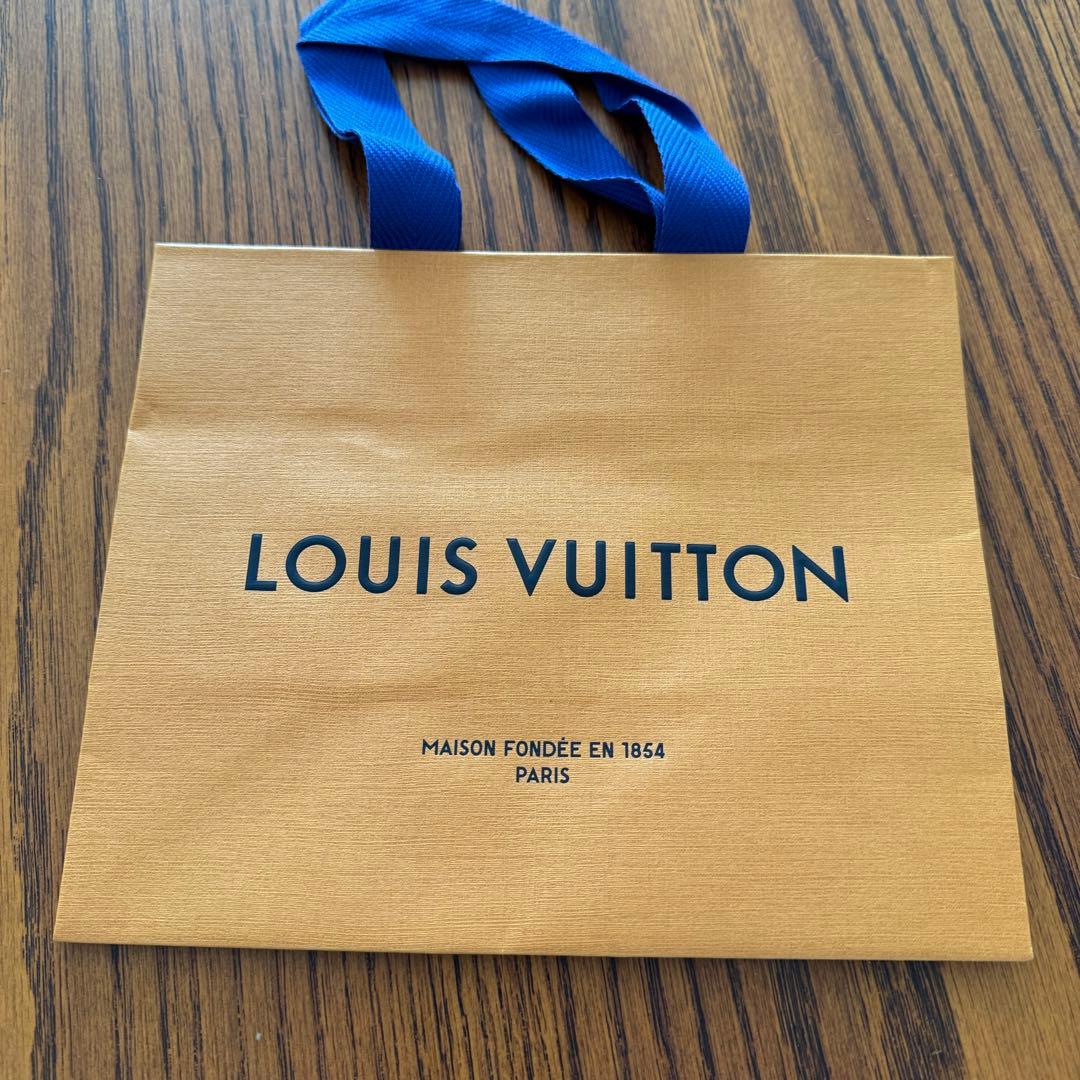 LOUIS VUITTON
MAISON FONDÉE EN 1854
PARIS